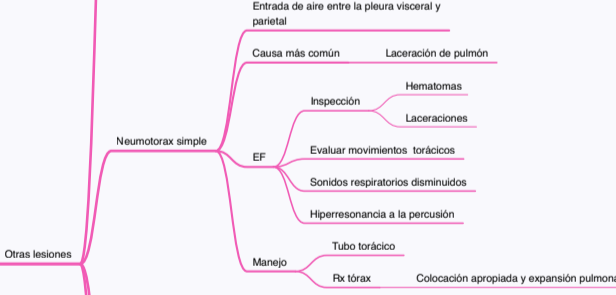 Entrada de aire entre la pleura visceral y
parietal
Causa más común
Laceración de pulmón
Hematomas
Inspección
Laceraciones
Neumotorax simple
Evaluar movimientos torácicos
EF
Sonidos respiratorios disminuidos
Hiperresonancia a la percusión
Tubo torácico
Otras lesiones
Manejo
Rx tórax
Colocación apropiada y expansión pulmona